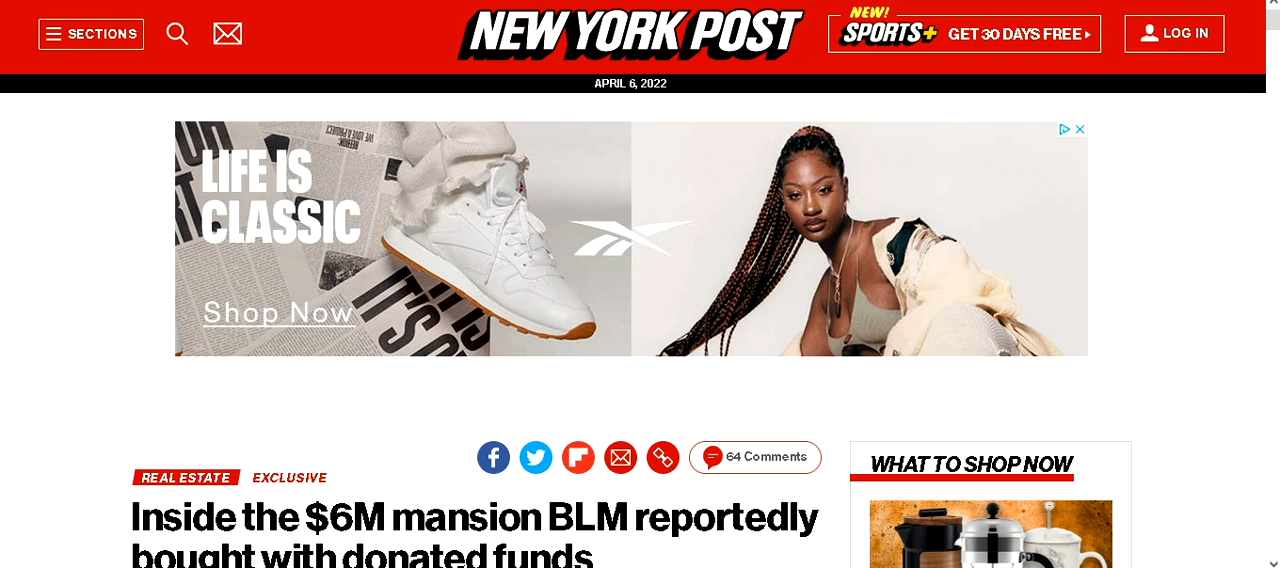 SECTIONS
NEW YORK POST
NEW!
SPORTS+ GET 30 DAYS FREE
LOG IN
APRIL 6, 2022
LIFE IS
CLASSIC
Shop Now
64 Comments
REAL ESTATE EXCLUSIVE
Inside the $6M mansion BLM reportedly
bought with donated funds
WHAT TO SHOP NOW